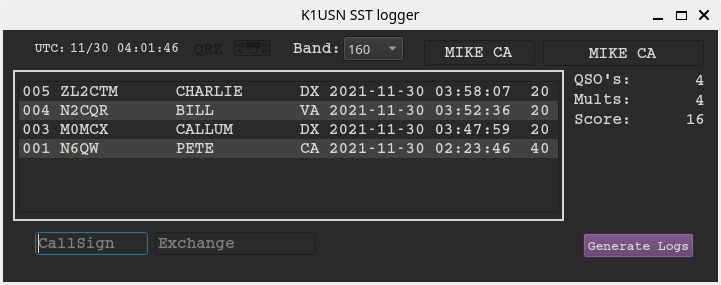 K1USN SST logger
UTC: 11/30 04:01:46 QRZ Band: 160 MIKE CA MIKE CA
005 ZL2CTM CHARLIE DX 2021-11-30 03:58:07 20
004 N2CQR BILL VA 2021-11-30 03:52:36 20
003 M0MCX CALLUM DX 2021-11-30 03:47:59 20
001 N6QW PETE CA 2021-11-30 02:23:46 40
QSO's: 4
Mults: 4
Score: 16
CallSign Exchange Generate Logs